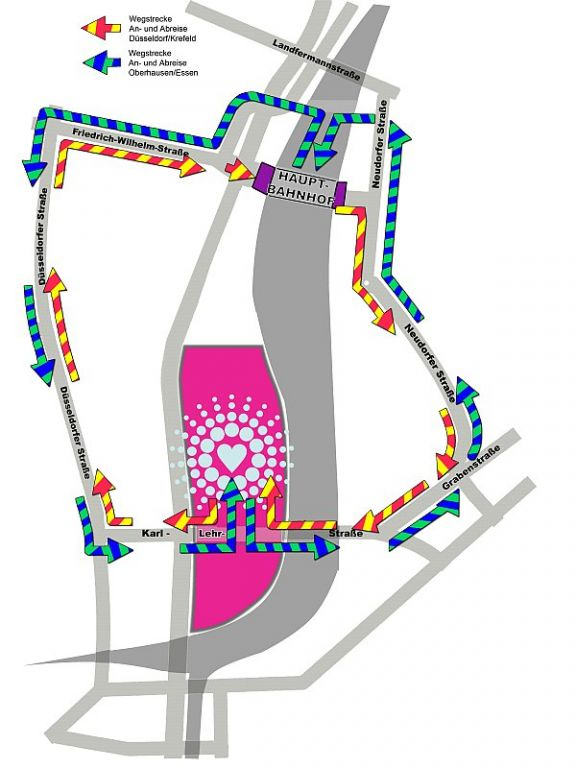 Wegstrecke
An- und Abreise
Düsseldorf/Krefeld
Wegstrecke
An- und Abreise
Oberhausen/Essen
Landfermannstraße
Friedrich-Wilhelm-Straße
Neudorfer Straße
HAUPT-
BAHNHOF
Düsseldorfer Straße
Neudorfer Straße
Düsseldorfer Straße
Grabenstraße
Karl - Lehr- Straße